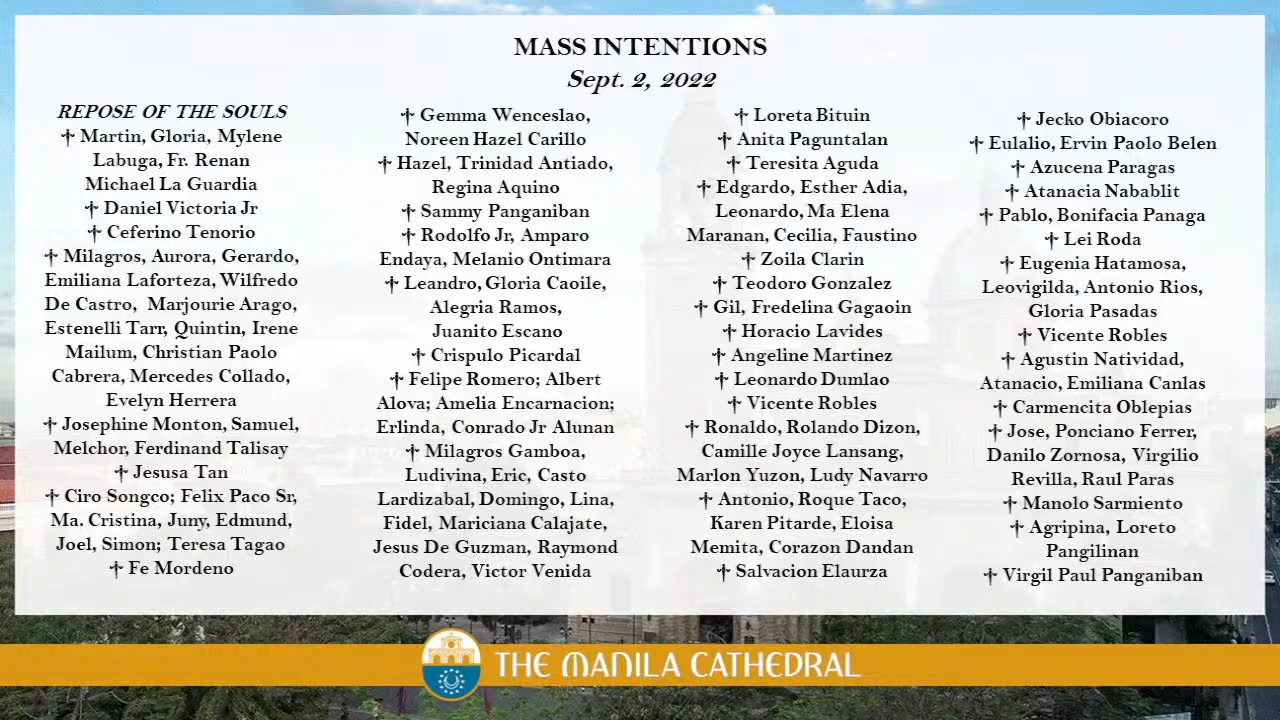 MASS INTENTIONS
Sept. 2, 2022
REPOSE OF THE SOULS
✝ Martin, Gloria, Mylene
Labuga, Fr. Renan
Michael La Guardia
✝ Daniel Victoria Jr
✝ Ceferino Tenorio
✝ Milagros, Aurora, Gerardo,
Emiliana Laforteza, Wilfredo
De Castro, Marjourie Arago,
Estenelli Tarr, Quintin, Irene
Mailum, Christian Paolo
Cabrera, Mercedes Collado,
Evelyn Herrera
✝ Josephine Monton, Samuel,
Melchor, Ferdinand Talisay
✝ Jesusa Tan
✝ Ciro Songco; Felix Paco Sr,
Ma. Cristina, Juny, Edmund,
Joel, Simon; Teresa Tagao
✝ Fe Mordeno
✝ Gemma Wenceslao,
Noreen Hazel Carillo
✝ Hazel, Trinidad Antiado,
Regina Aquino
✝ Sammy Panganiban
✝ Rodolfo Jr, Amparo
Endaya, Melanio Ontimara
✝ Leandro, Gloria Caoile,
Alegria Ramos,
Juanito Escano
✝ Crispulo Picardal
✝ Felipe Romero; Albert
Alova; Amelia Encarnacion;
Erlinda, Conrado Jr Alunan
✝ Milagros Gamboa,
Ludivina, Eric, Casto
Lardizabal, Domingo, Lina,
Fidel, Mariciana Calajate,
Jesus De Guzman, Raymond
Codera, Victor Venida
✝ Loreta Bituin
✝ Anita Paguntalan
✝ Teresita Aguda
✝ Edgardo, Esther Adia,
Leonardo, Ma Elena
Maranan, Cecilia, Faustino
✝ Zoila Clarin
✝ Teodoro Gonzalez
✝ Gil, Fredelina Gagaoin
✝ Horacio Lavides
✝ Angeline Martinez
✝ Leonardo Dumlao
✝ Vicente Robles
✝ Ronaldo, Rolando Dizon,
Camille Joyce Lansang,
Marlon Yuzon, Ludy Navarro
✝ Antonio, Roque Taco,
Karen Pitarde, Eloisa
Memita, Corazon Dandan
✝ Salvacion Elaurza
✝ Jecko Obiacoro
✝ Eulalio, Ervin Paolo Belen
✝ Azucena Paragas
✝ Atanacia Nabablit
✝ Pablo, Bonifacia Panaga
✝ Lei Roda
✝ Eugenia Hatamosa,
Leovigilda, Antonio Rios,
Gloria Pasadas
✝ Vicente Robles
✝ Agustin Natividad,
Atanacio, Emiliana Canlas
✝ Carmencita Oblepias
✝ Jose, Ponciano Ferrer,
Danilo Zornosa, Virgilio
Revilla, Raul Paras
✝ Manolo Sarmiento
✝ Agripina, Loreto
Pangilinan
✝ Virgil Paul Panganiban
THE MANILA CATHEDRAL